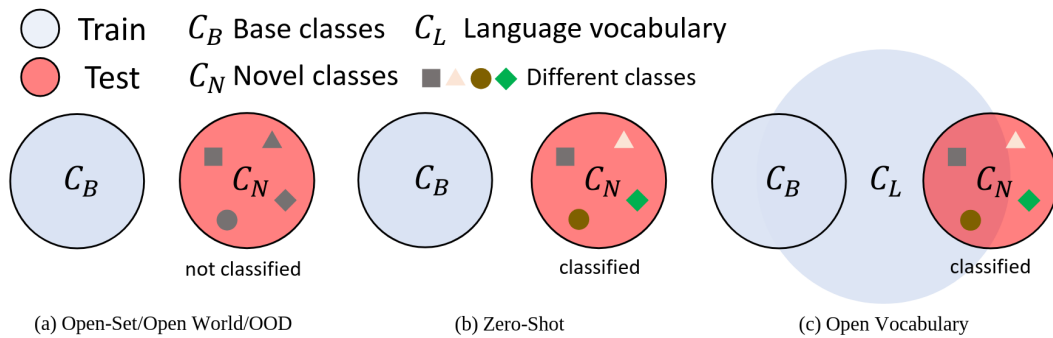 Train C_B Base classes C_L Language vocabulary
Test C_N Novel classes Different classes
C_B C_N C_B C_N C_B C_L C_N
not classified classified classified
(a) Open-Set/Open World/OOD (b) Zero-Shot (c) Open Vocabulary